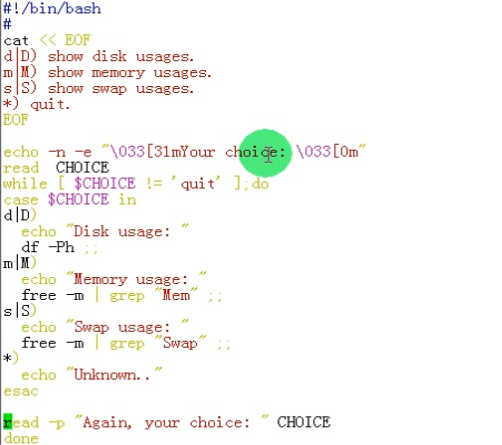 #!/bin/bash
#
cat << EOF
d|D) show disk usages.
m|M) show memory usages.
s|S) show swap usages.
*) quit.
EOF
echo -n -e "\033[31mYour choice: \033[0m"
read  CHOICE
while [ $CHOICE != 'quit' ];do
case $CHOICE in
d|D)
  echo "Disk usage: "
  df -Ph ;;
m|M)
  echo "Memory usage: "
  free -m | grep "Mem" ;;
s|S)
  echo "Swap usage: "
  free -m | grep "Swap" ;;
*)
  echo "Unknown.."
esac
read -p "Again, your choice: " CHOICE
done